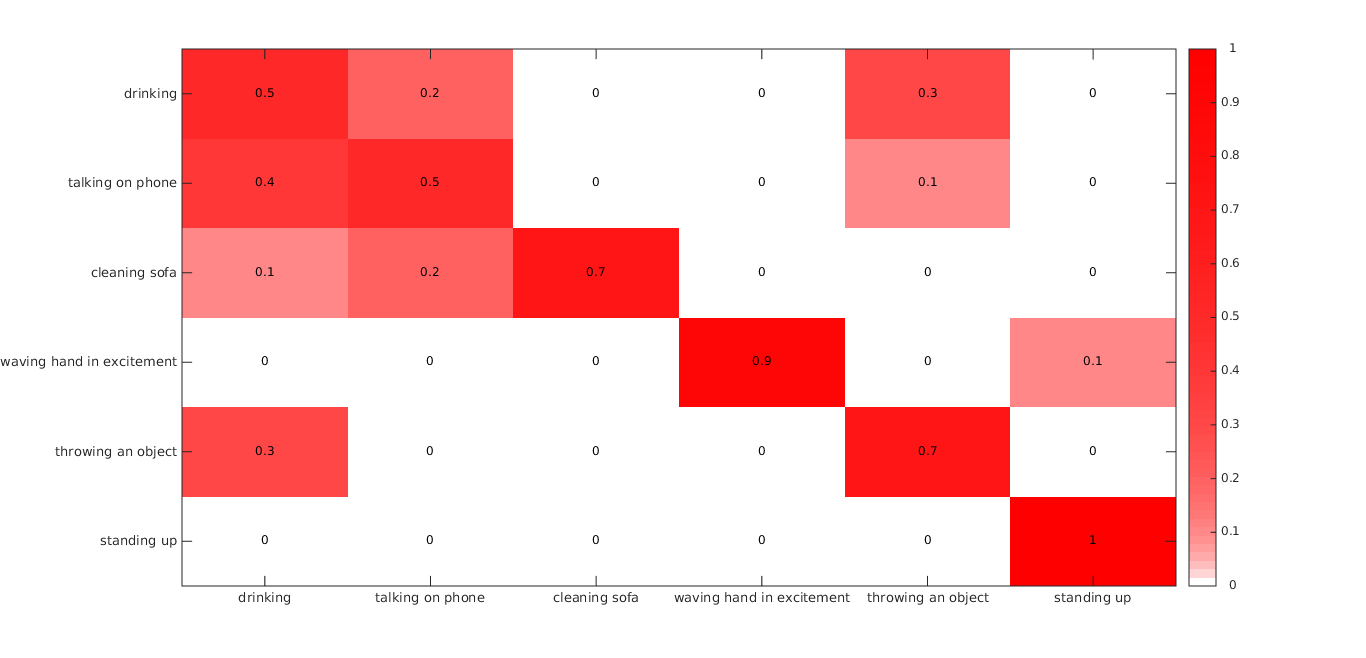 1
drinking 0.5 0.2 0 0 0.3 0
0.9
0.8
talking on phone 0.4 0.5 0 0 0.1 0
0.7
0.6
cleaning sofa 0.1 0.2 0.7 0 0 0
0.5
0.4
waving hand in excitement 0 0 0 0.9 0 0.1
0.3
throwing an object 0.3 0 0 0 0.7 0
0.2
0.1
standing up 0 0 0 0 0 1
0
drinking talking on phone cleaning sofa waving hand in excitement throwing an object standing up